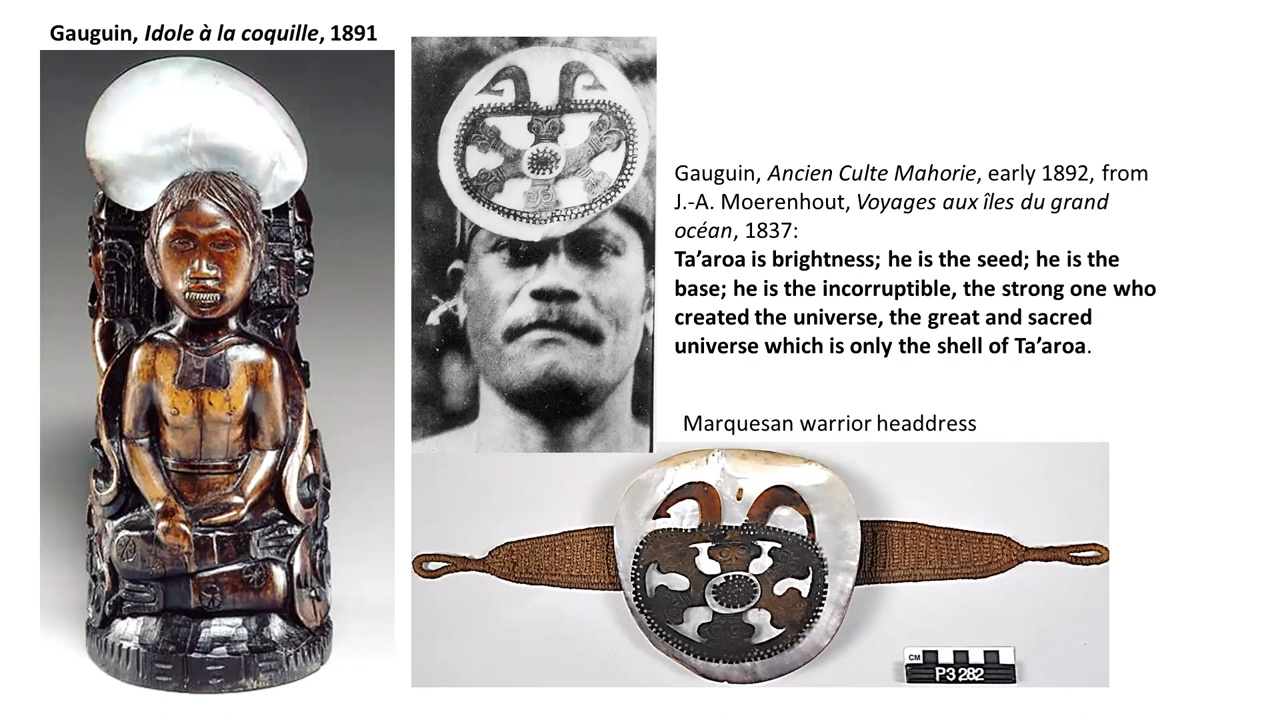 Gauguin, Idole à la coquille, 1891
Gauguin, Ancien Culte Mahorie, early 1892, from
J.-A. Moerenhout, Voyages aux îles du grand
océan, 1837:
Ta’aroa is brightness; he is the seed; he is the
base; he is the incorruptible, the strong one who
created the universe, the great and sacred
universe which is only the shell of Ta’aroa.
Marquesan warrior headdress
CM
P3 282